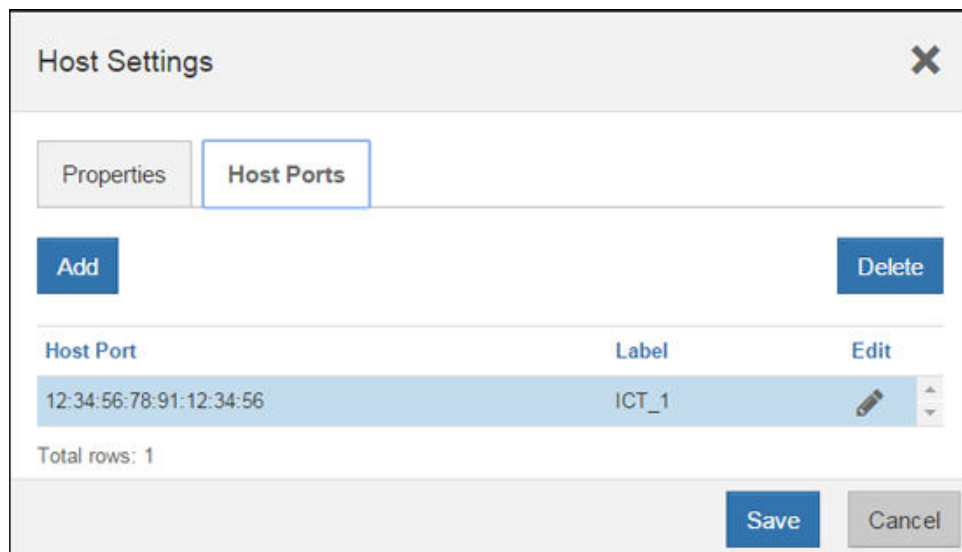 Host Settings
Properties Host Ports
Add Delete
Host Port Label Edit
12:34:56:78:91:12:34:56 ICT_1
Total rows: 1
Save Cancel